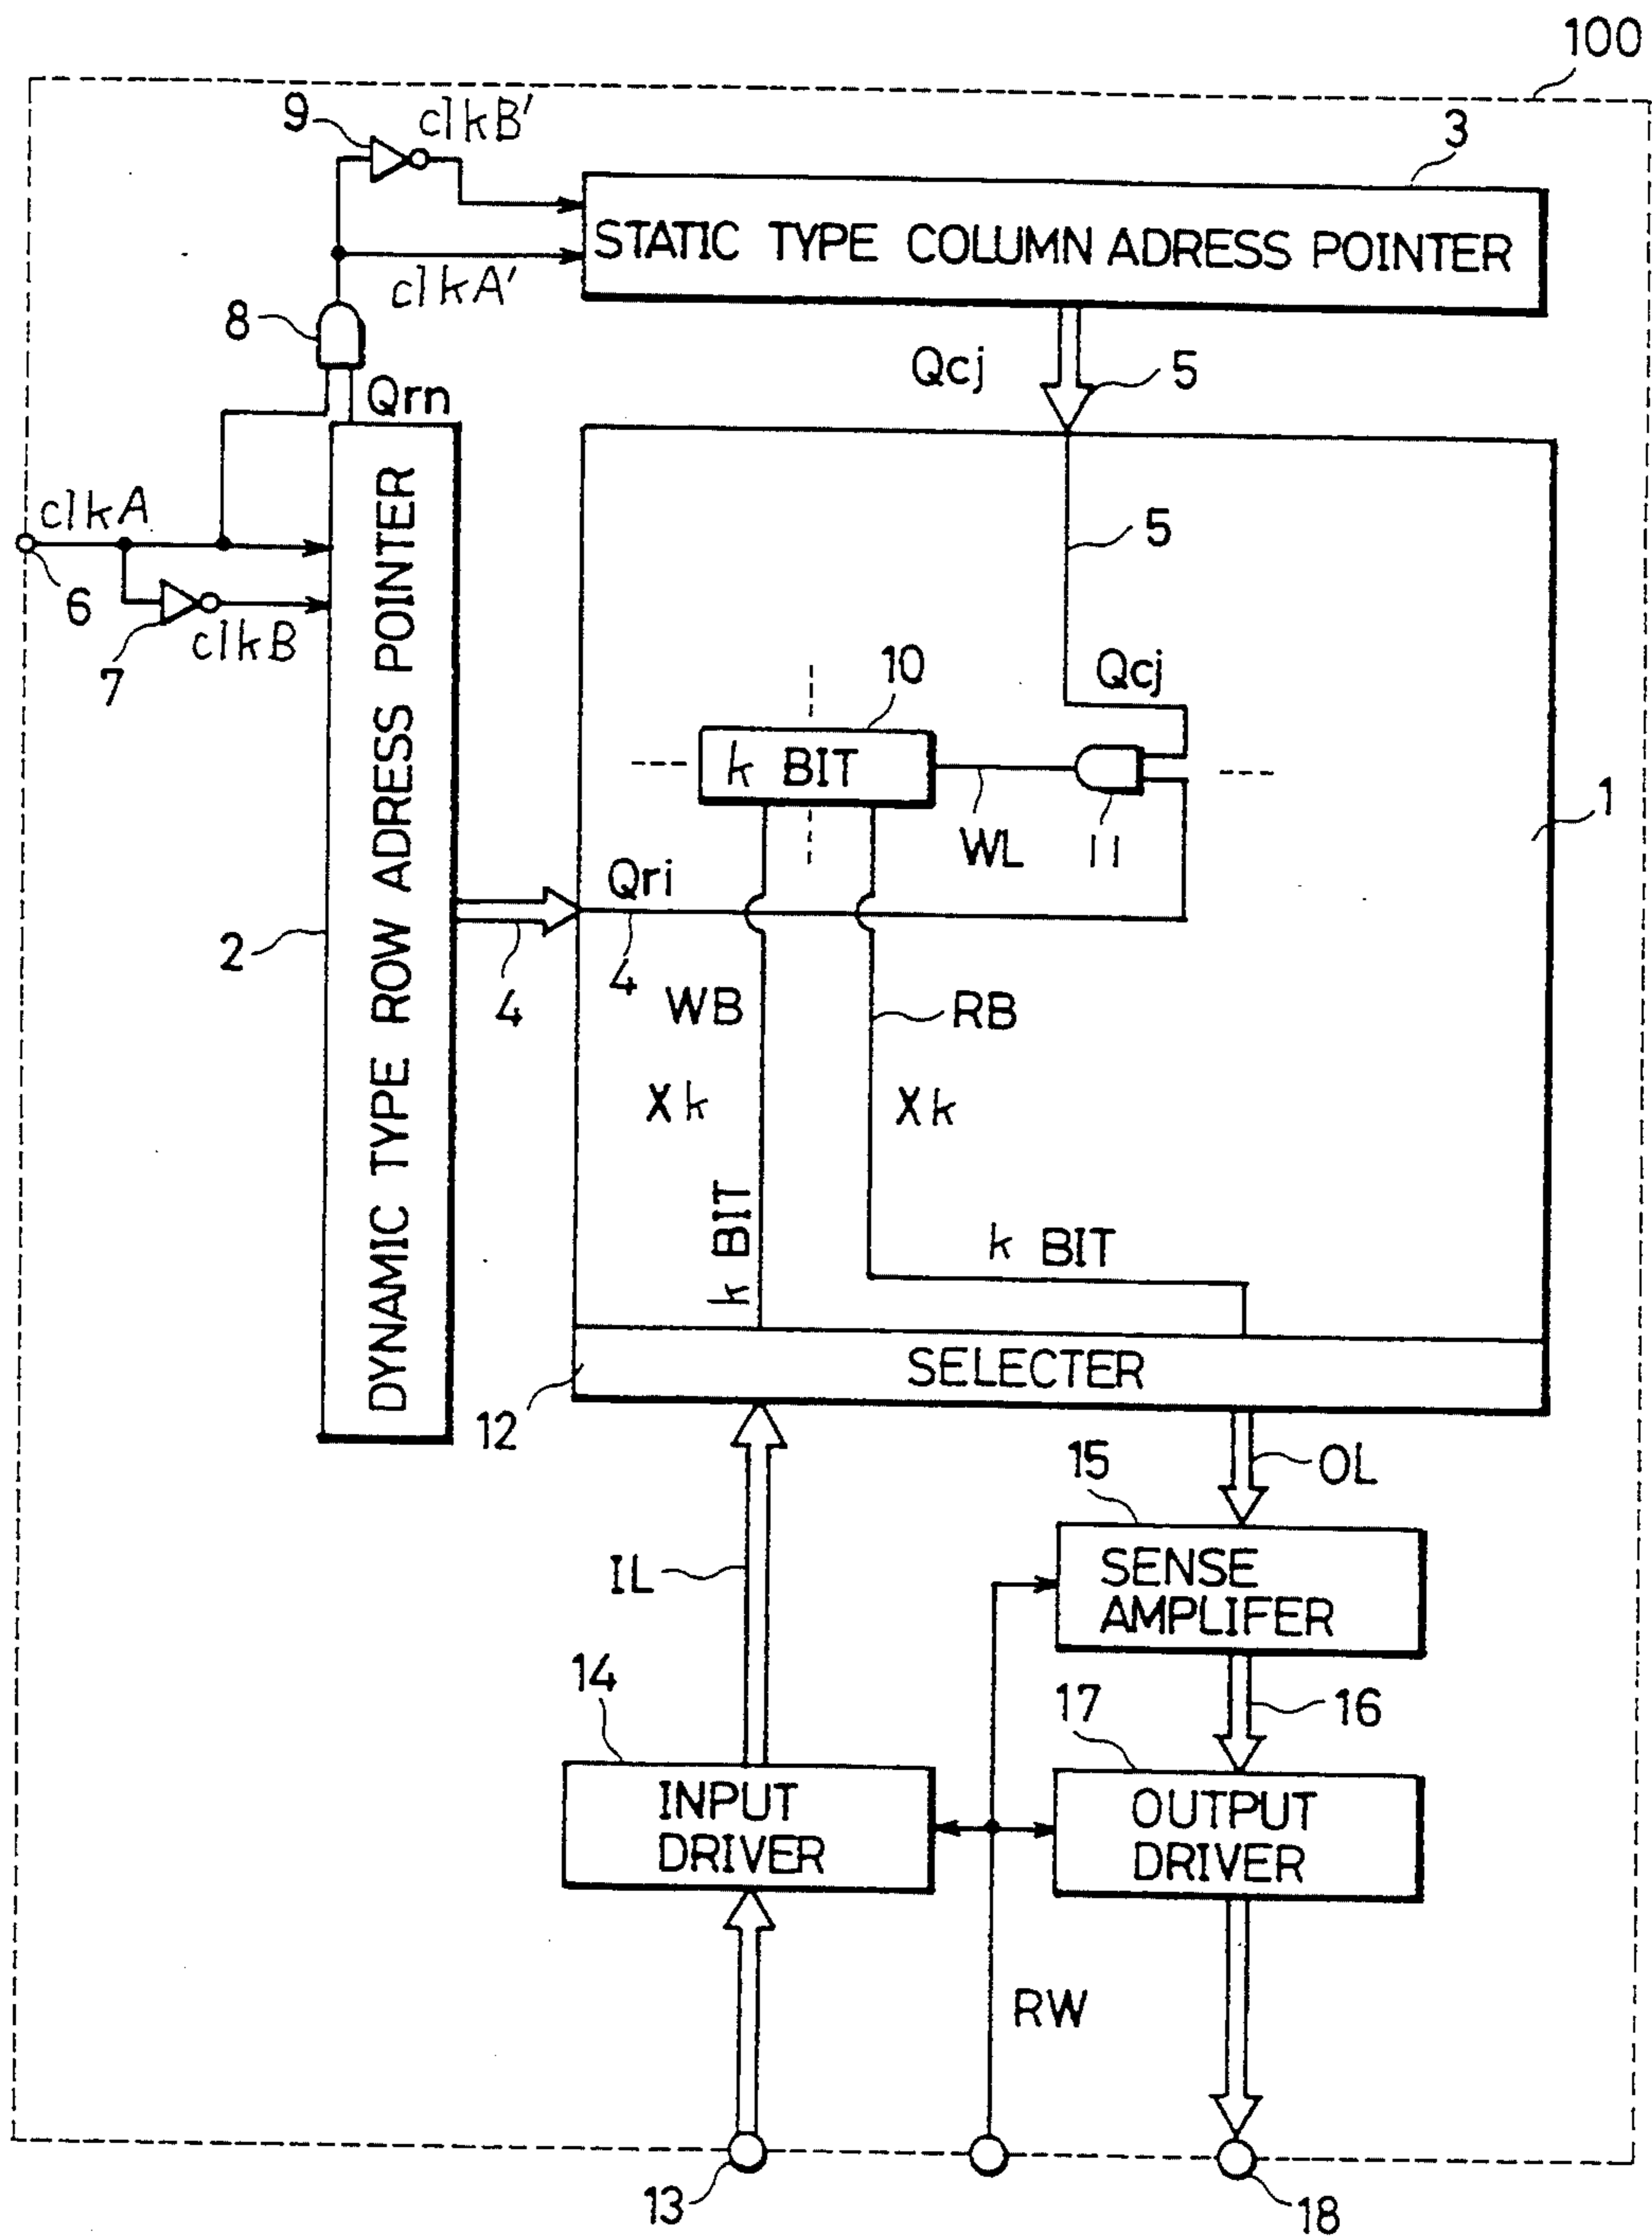 100
9
clkB'
3
STATIC TYPE COLUMN ADRESS POINTER
clkA'
8
Qcj
5
Qrn
clkA
6
clkB
7
DYNAMIC TYPE ROW ADRESS POINTER
5
Qcj
10
k BIT
WL
11
1
Qri
2
4
4
WB
RB
Xk
Xk
k BIT
k BIT
SELECTER
12
OL
15
SENSE
AMPLIFER
IL
14
16
17
INPUT
DRIVER
OUTPUT
DRIVER
RW
13
18